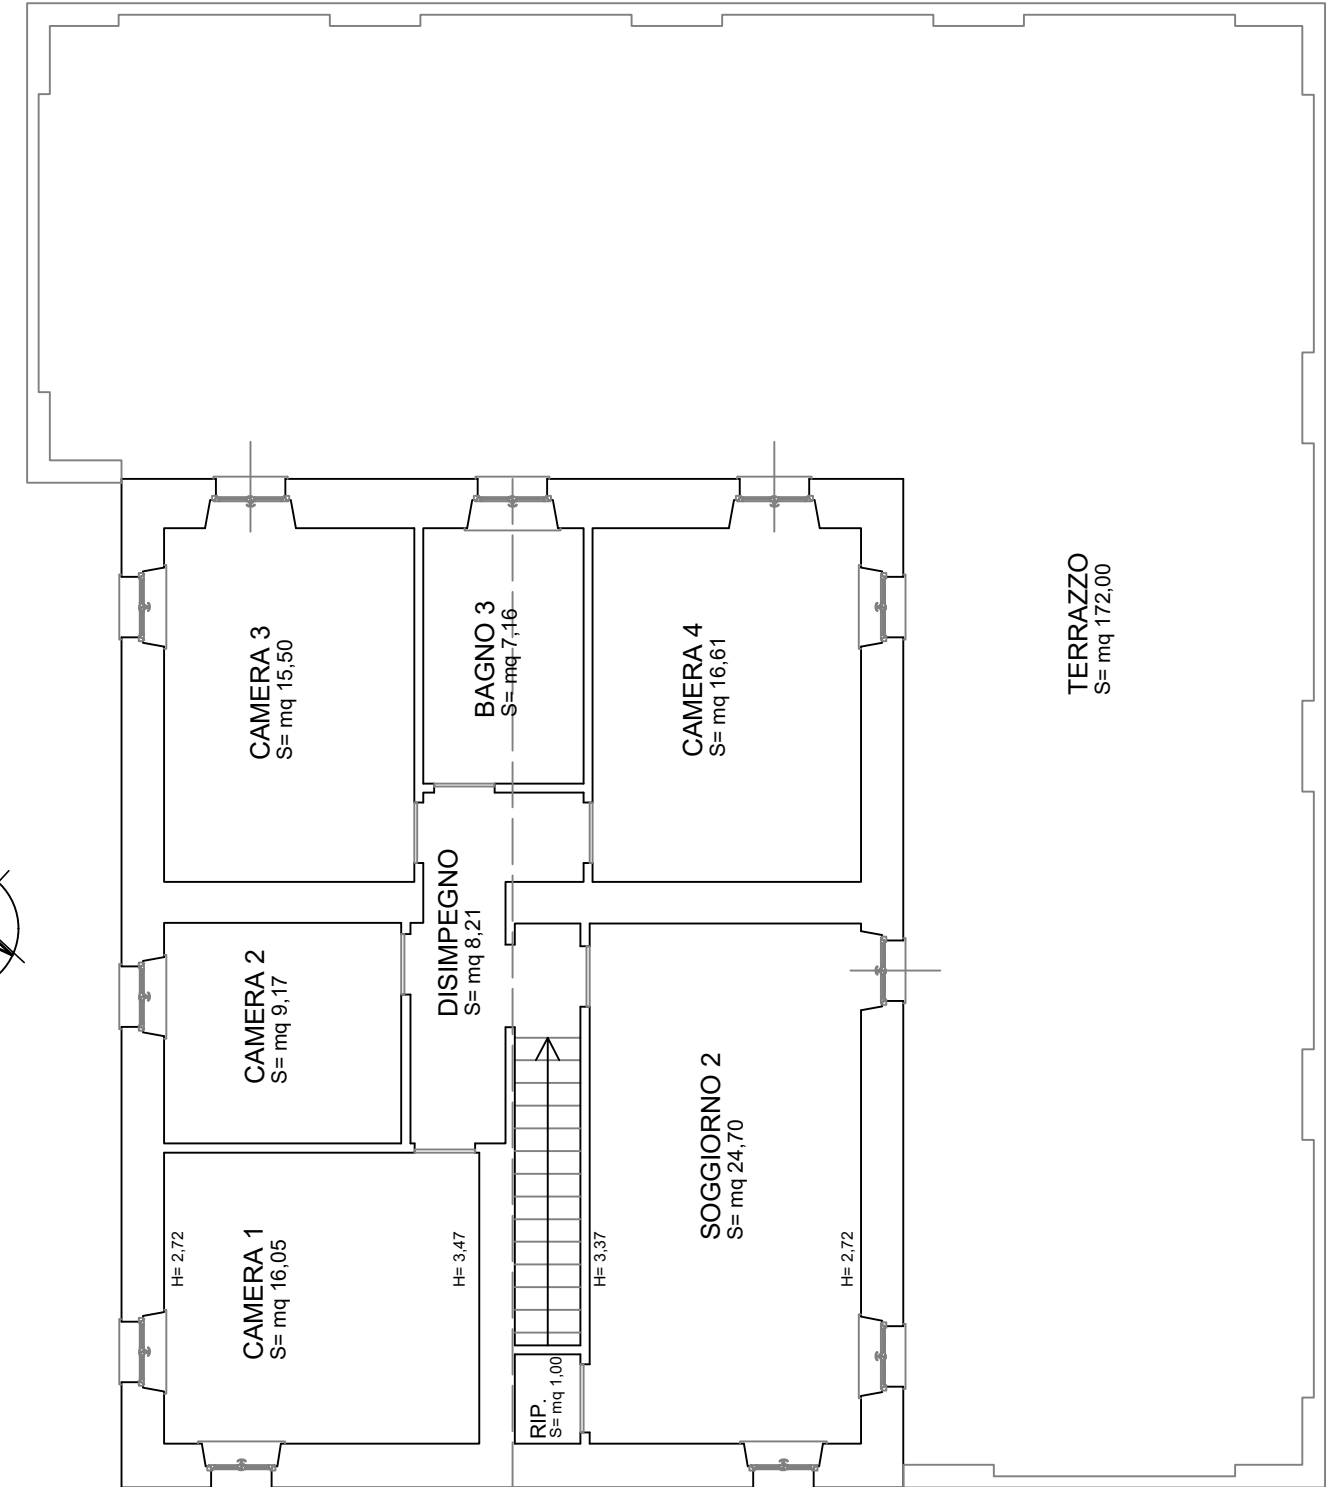 CAMERA 3
S= mq 15,50
BAGNO 3
S= mq 7,16
CAMERA 4
S= mq 16,61
TERRAZZO
S= mq 172,00
CAMERA 2
S= mq 9,17
DISIMPEGNO
S= mq 8,21
SOGGIORNO 2
S= mq 24,70
CAMERA 1
S= mq 16,05
H= 2,72
H= 3,47
H= 3,37
H= 2,72
RIP.
S= mq 1,00